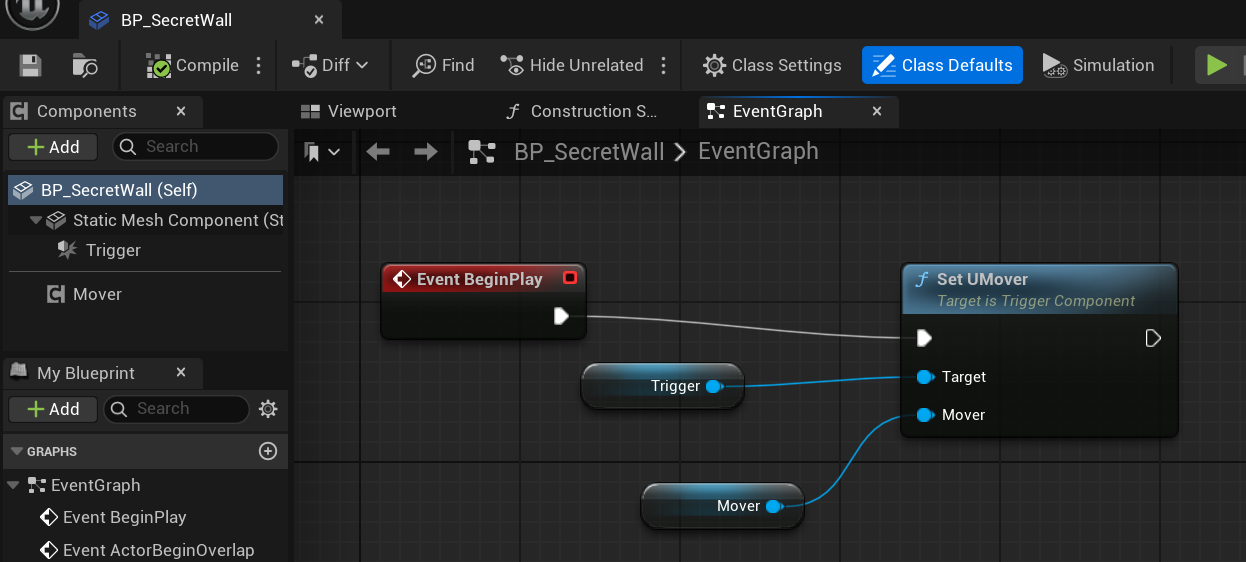 BP_SecretWall
Compile Diff Find Hide Unrelated Class Settings Class Defaults Simulation
Components Viewport Construction S... EventGraph
Add Search BP_SecretWall EventGraph
BP_SecretWall (Self)
Static Mesh Component (St
Trigger
Mover
My Blueprint
Add Search
GRAPHS
EventGraph
Event BeginPlay
Event ActorBeginOverlap
Event BeginPlay
Trigger
Mover
Set UMover
Target is Trigger Component
Target
Mover